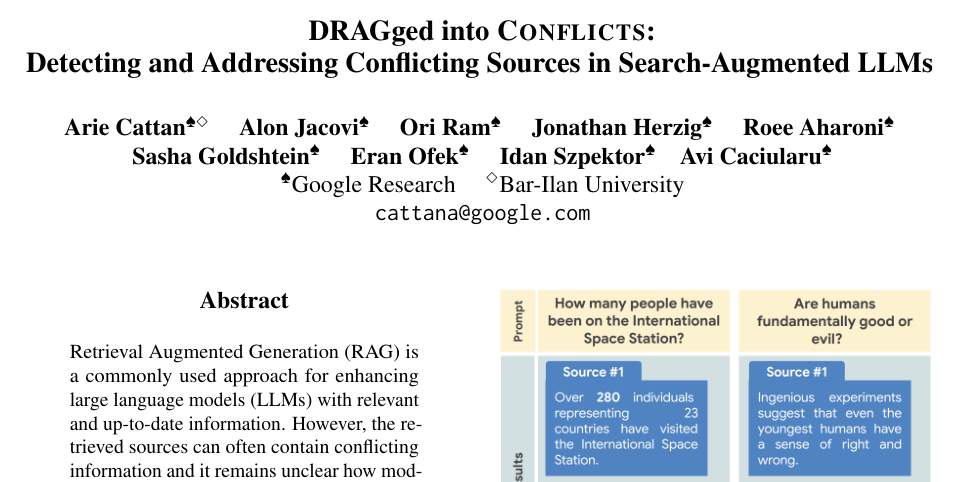 DRAGged into CONFLICTS:
Detecting and Addressing Conflicting Sources in Search-Augmented LLMs
Arie Cattan♠♢ Alon Jacovi♠ Ori Ram♠ Jonathan Herzig♠ Roee Aharoni♠
Sasha Goldshtein♠ Eran Ofek♠ Idan Szpektor♠ Avi Caciularu♠
♠Google Research ♢Bar-Ilan University
cattana@google.com
Abstract
Retrieval Augmented Generation (RAG) is
a commonly used approach for enhancing
large language models (LLMs) with relevant
and up-to-date information. However, the re-
trieved sources can often contain conflicting
information and it remains unclear how mod-
Prompt
How many people have
been on the International
Space Station?
Are humans
fundamentally good or
evil?
sults
Source #1
Over 280 individuals
representing 23
countries have visited
the International Space
Station.
Source #1
Ingenious experiments
suggest that even the
youngest humans have
a sense of right and
wrong.